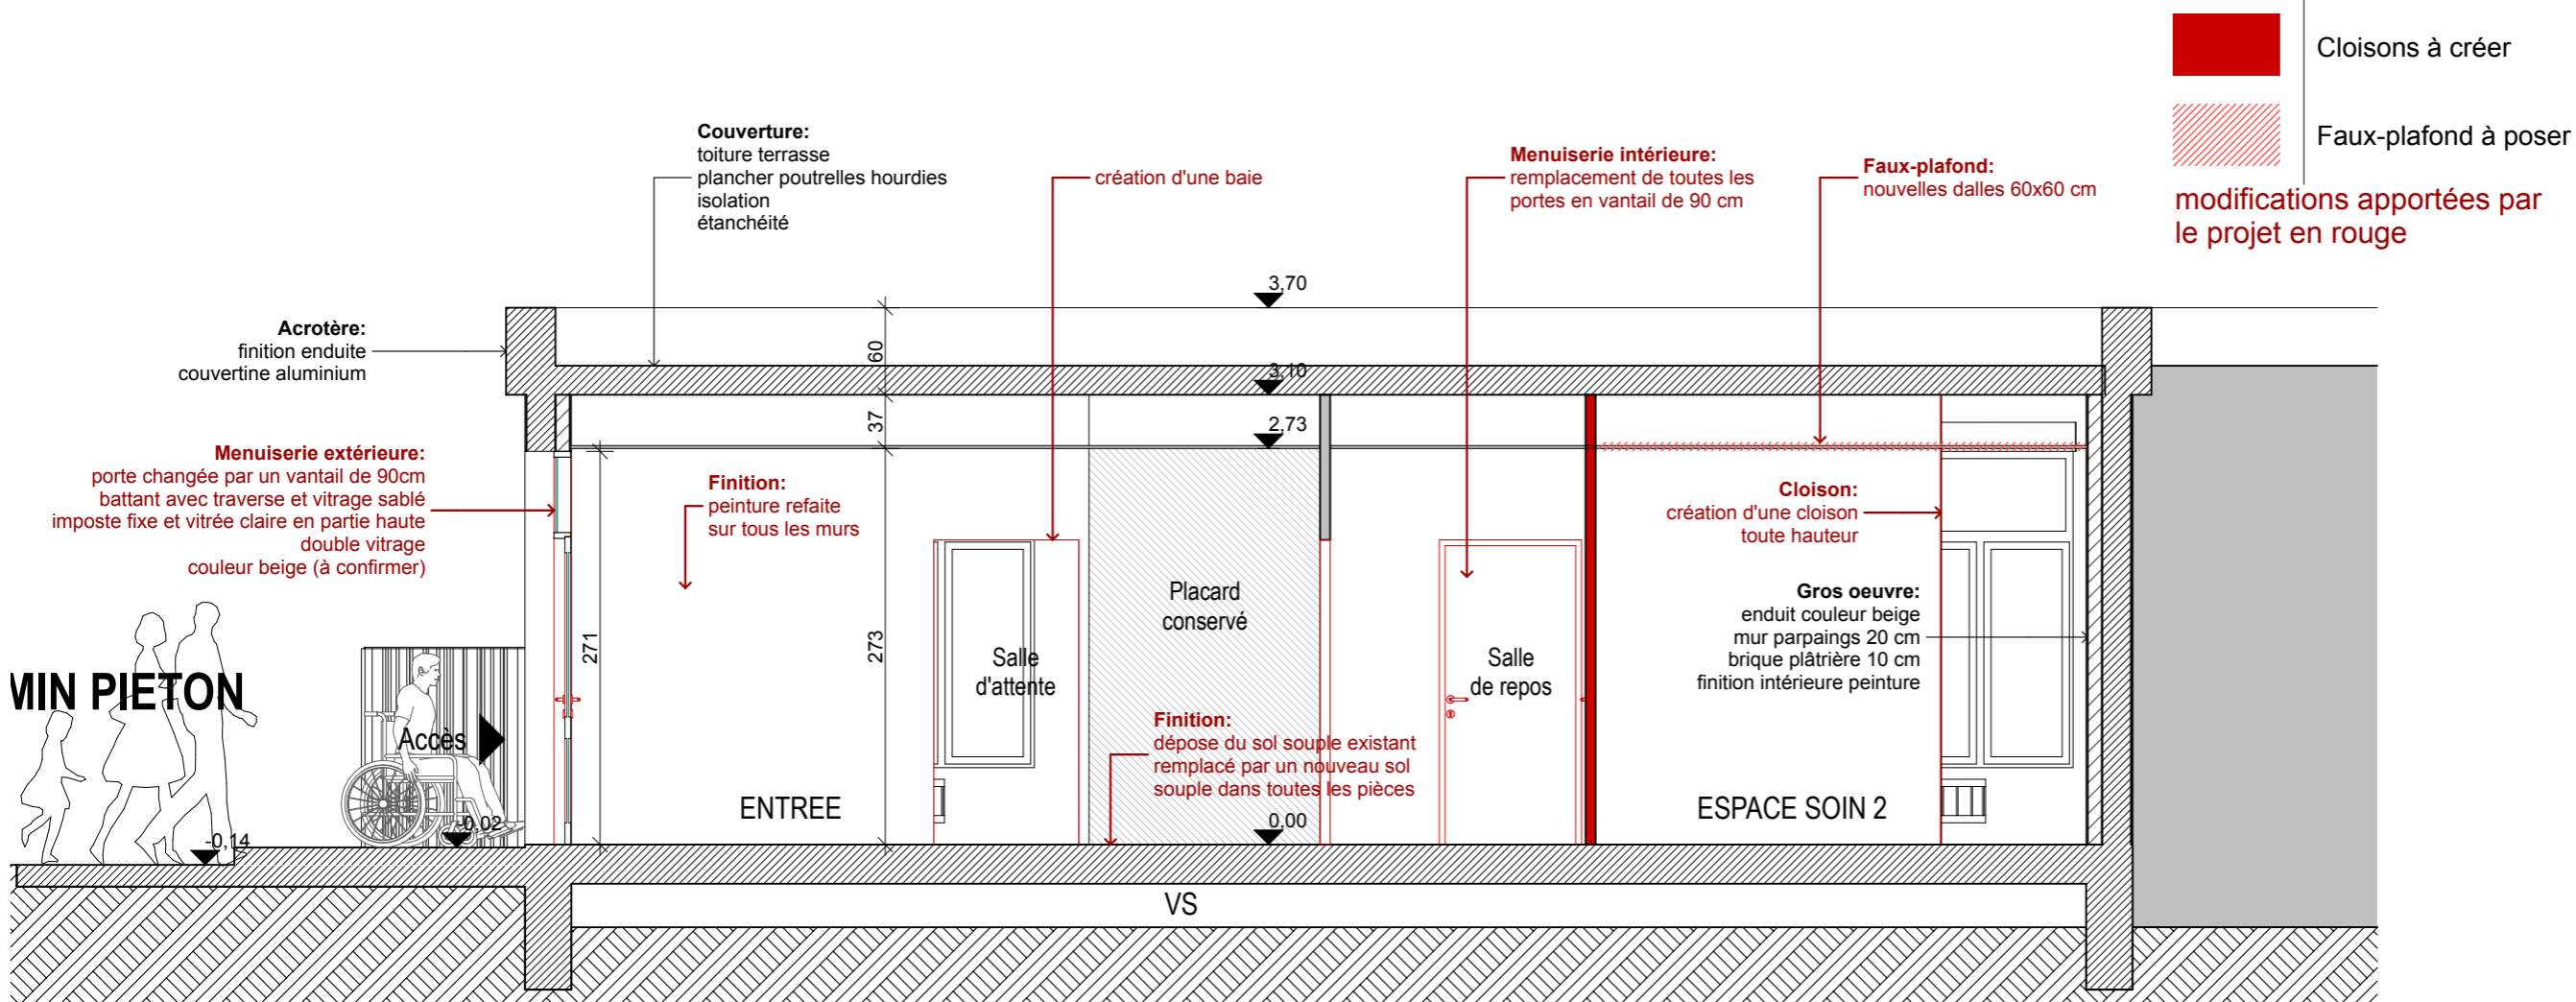 Cloisons à créer
Faux-plafond à poser
modifications apportées par
le projet en rouge
Couverture:
toiture terrasse
plancher poutrelles hourdies
isolation
étanchéité
création d'une baie
Menuiserie intérieure:
remplacement de toutes les
portes en vantail de 90 cm
Faux-plafond:
nouvelles dalles 60x60 cm
3,70
Acrotère:
finition enduite
couvertine aluminium
60
3,10
37
2,73
Menuiserie extérieure:
porte changée par un vantail de 90cm
battant avec traverse et vitrage sablé
imposte fixe et vitrée claire en partie haute
double vitrage
couleur beige (à confirmer)
Finition:
peinture refaite
sur tous les murs
Cloison:
création d'une cloison
toute hauteur
Placard
conservé
Gros oeuvre:
enduit couleur beige
mur parpaings 20 cm
brique plâtrière 10 cm
finition intérieure peinture
271
273
Salle
d'attente
Salle
de repos
MIN PIETON
Accès
Finition:
dépose du sol souple existant
remplacé par un nouveau sol
souple dans toutes les pièces
ENTREE
ESPACE SOIN 2
0,00
-0,02
-0,14
VS